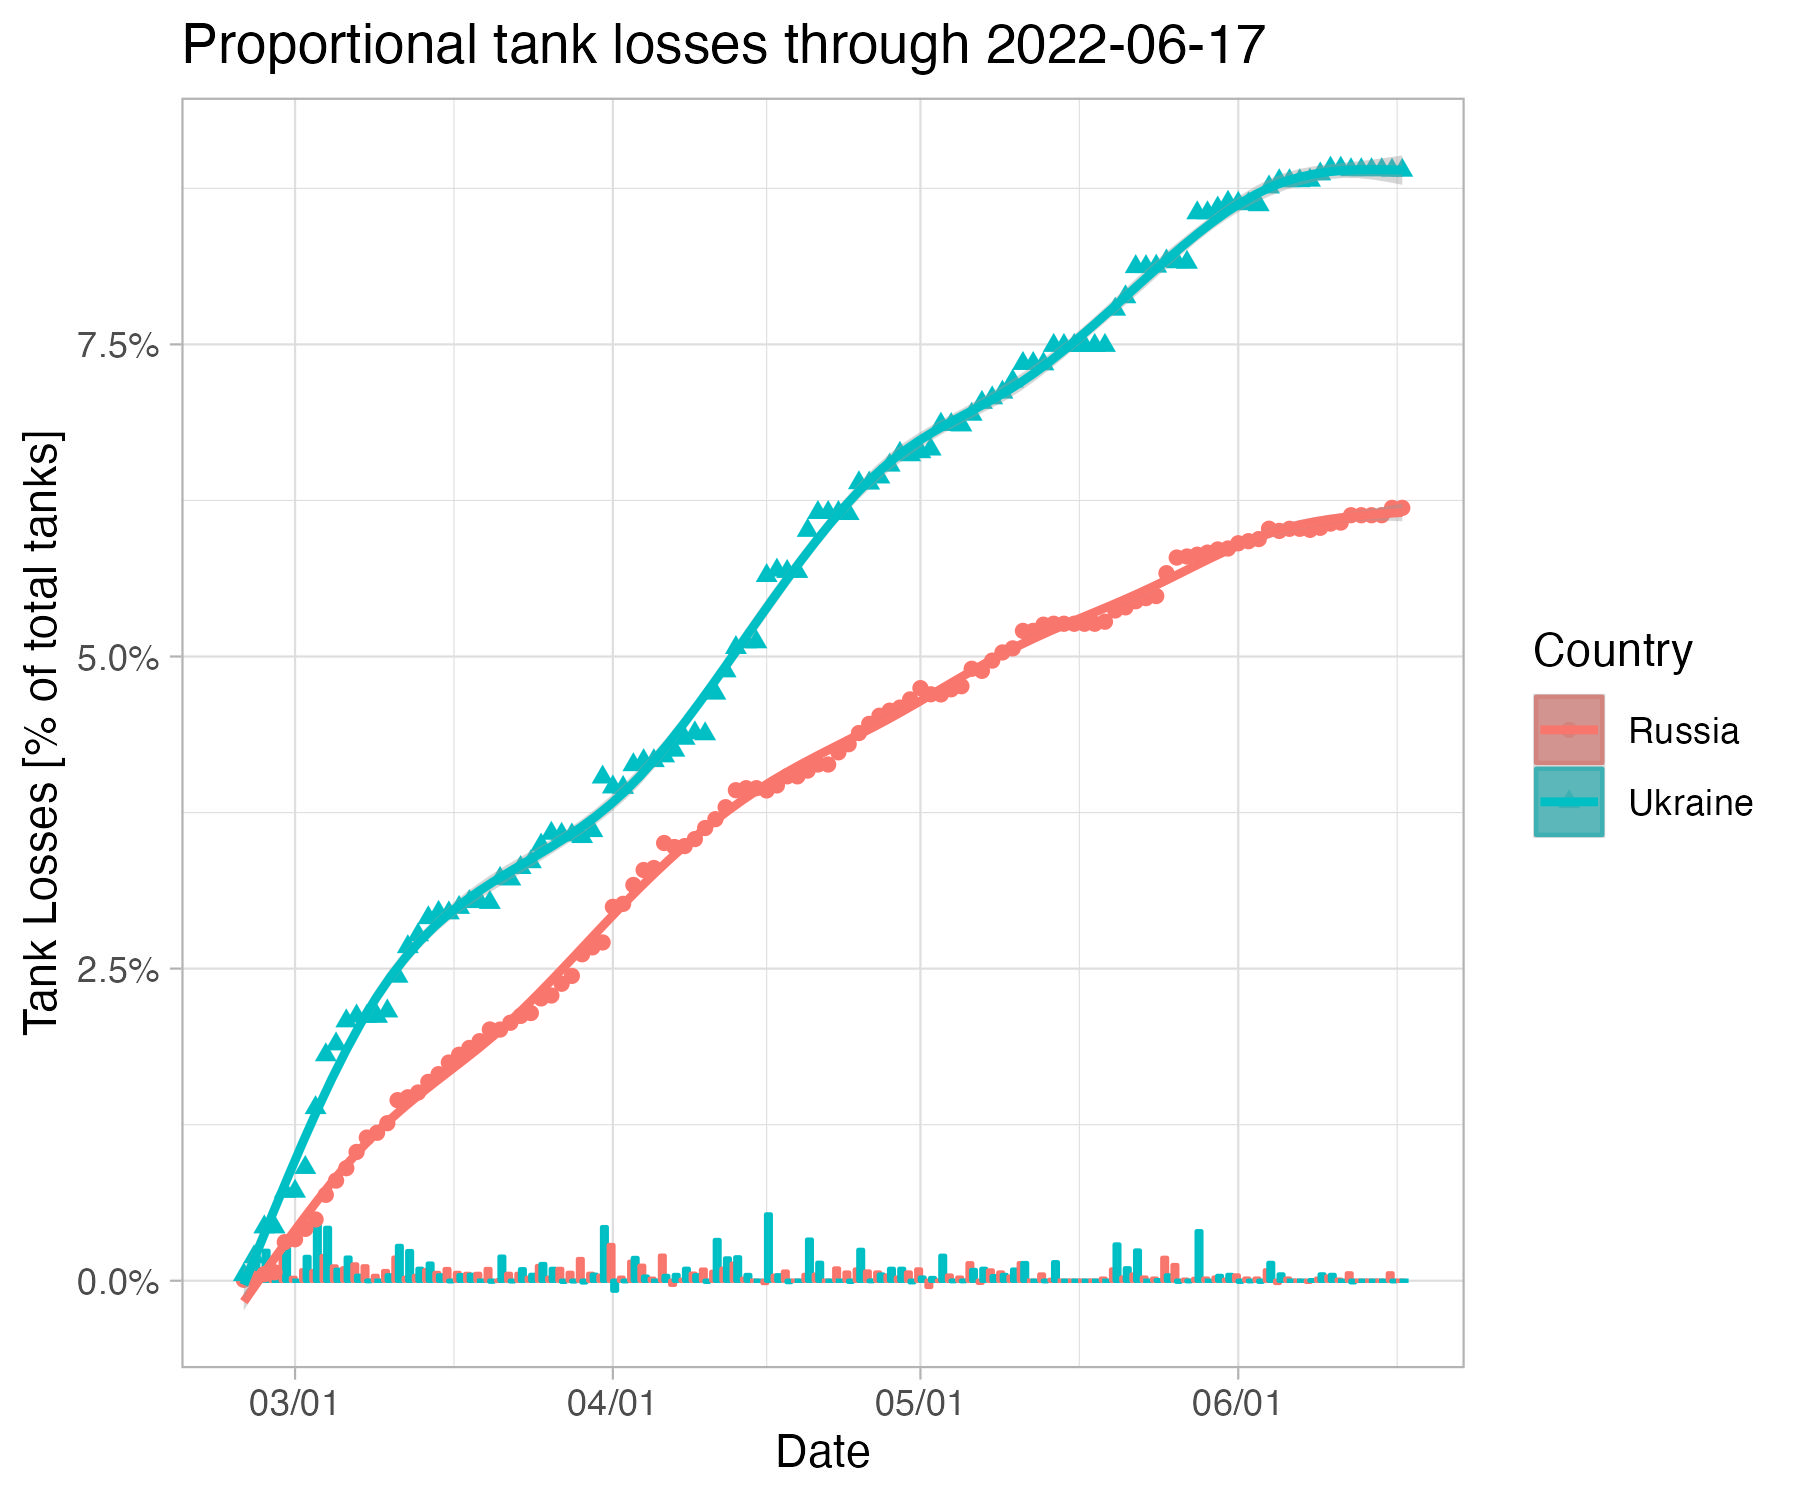 Proportional tank losses through 2022-06-17
Tank Losses [% of total tanks]
7.5%
5.0%
2.5%
0.0%
03/01
04/01
05/01
06/01
Date
Country
Russia
Ukraine